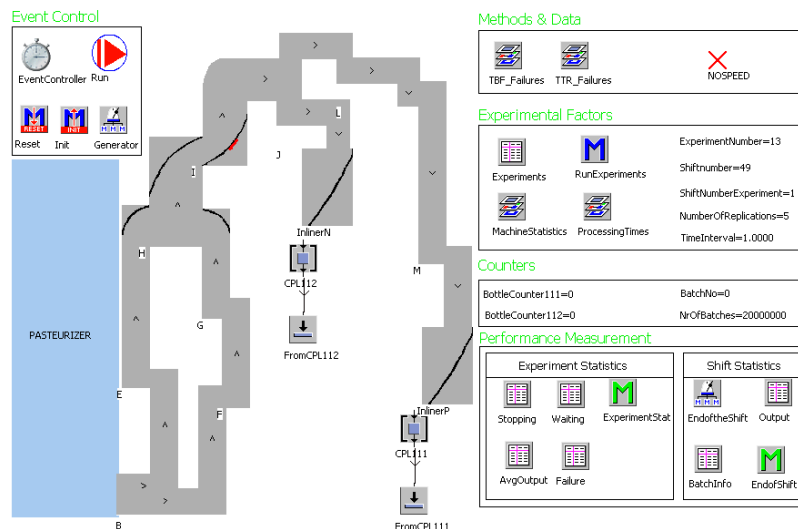 Event Control
EventController
Run
RESET
INIT
Reset
Init
Generator
PASTEURIZER
H
I
J
L
G
E
F
B
M
InlinerN
CPL112
FromCPL112
InlinerP
CPL111
FromCPL111
Methods & Data
TBF_Failures
TTR_Failures
NOSPEED
Experimental Factors
Experiments
RunExperiments
MachineStatistics
ProcessingTimes
ExperimentNumber=13
Shiftnumber=49
ShiftNumberExperiment=1
NumberOfReplications=5
TimeInterval=1.0000
Counters
BottleCounter111=0
BatchNo=0
BottleCounter112=0
NrOfBatches=20000000
Performance Measurement
Experiment Statistics
Stopping
Waiting
ExperimentStat
AvgOutput
Failure
Shift Statistics
EndoftheShift
Output
BatchInfo
EndofShift